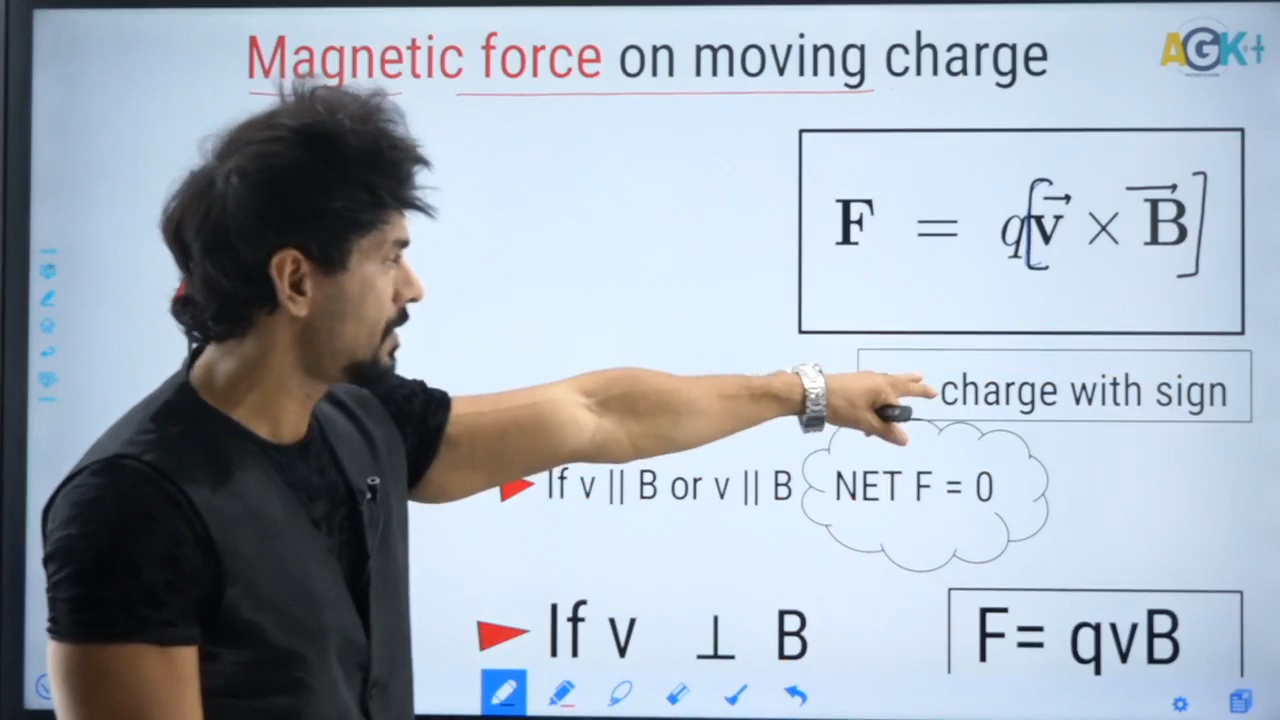 Magnetic force on moving charge
AGK+
F = q[v⃗ × B⃗]
charge with sign
If v || B or v || B
NET F = 0
If v ⊥ B
F= qvB